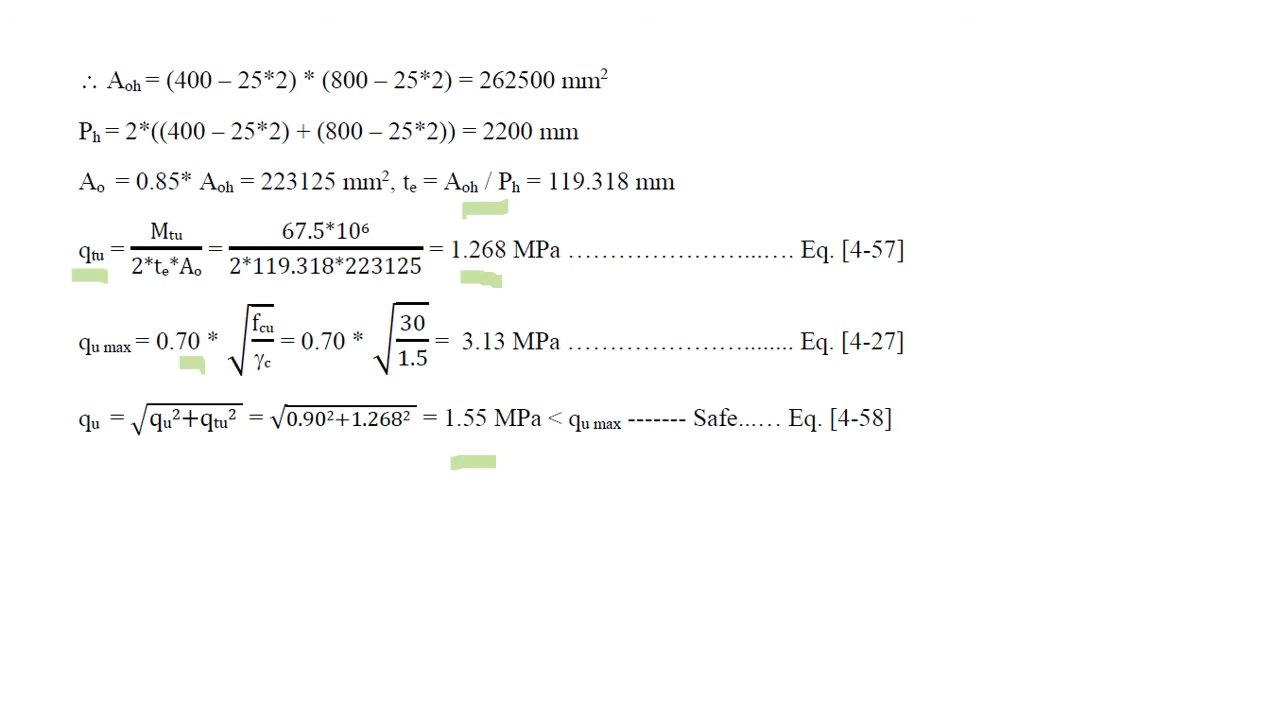 ∴ Aoh = (400 – 25*2) * (800 – 25*2) = 262500 mm²
Ph = 2*((400 – 25*2) + (800 – 25*2)) = 2200 mm
Ao = 0.85* Aoh = 223125 mm², te = Aoh / Ph = 119.318 mm
qtu = Mtu / 2*te*Ao = 67.5*10⁶ / 2*119.318*223125 = 1.268 MPa …………………...…. Eq. [4-57]
qu max = 0.70 * √(fcu / γc) = 0.70 * √(30 / 1.5) = 3.13 MPa …………………....... Eq. [4-27]
qu = √(qu²+qtu²) = √(0.90²+1.268²) = 1.55 MPa < qu max ------- Safe...… Eq. [4-58]